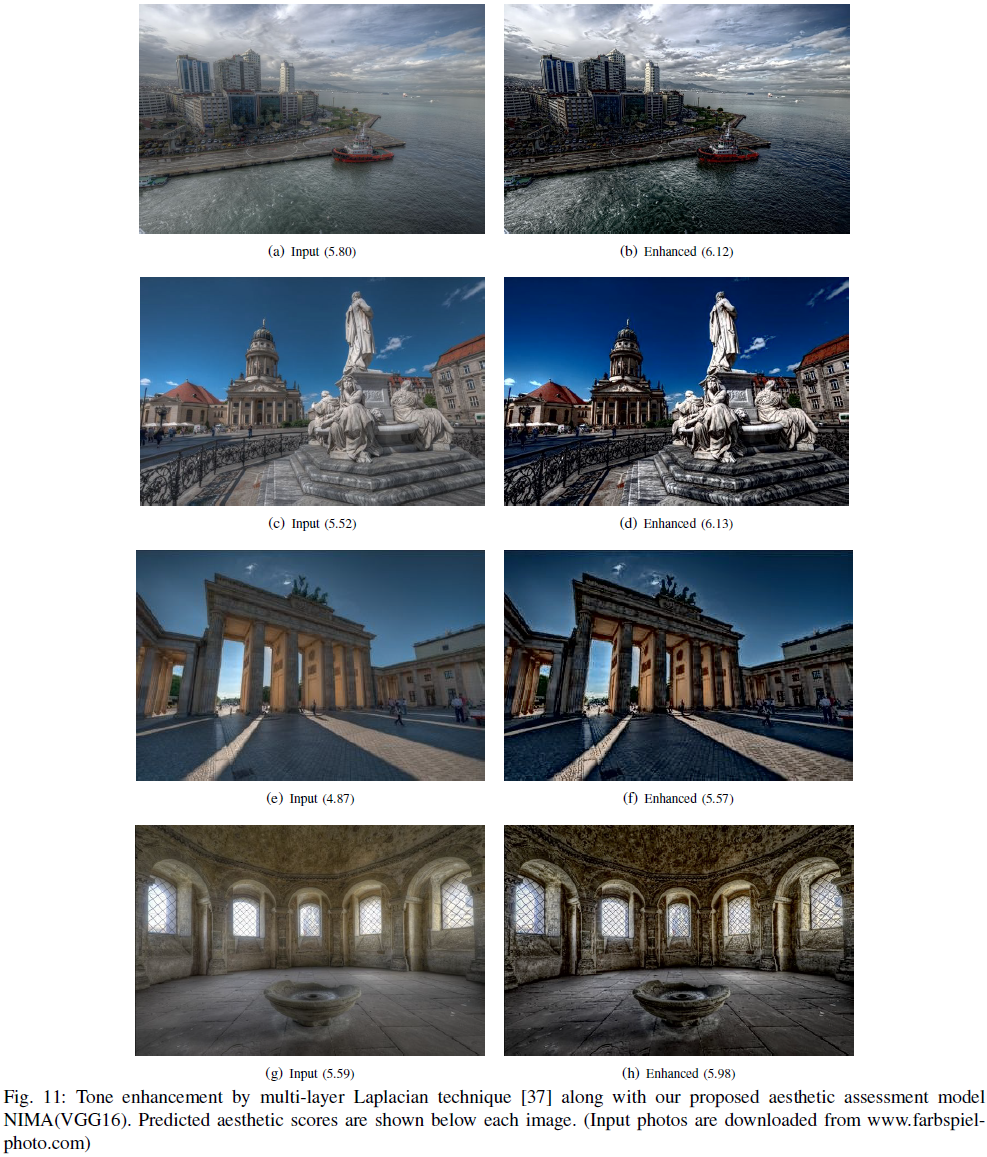 (a) Input (5.80)
(b) Enhanced (6.12)
(c) Input (5.52)
(d) Enhanced (6.13)
(e) Input (4.87)
(f) Enhanced (5.57)
(g) Input (5.59)
(h) Enhanced (5.98)
Fig. 11: Tone enhancement by multi-layer Laplacian technique [37] along with our proposed aesthetic assessment model
NIMA(VGG16). Predicted aesthetic scores are shown below each image. (Input photos are downloaded from www.farbspiel-
photo.com)